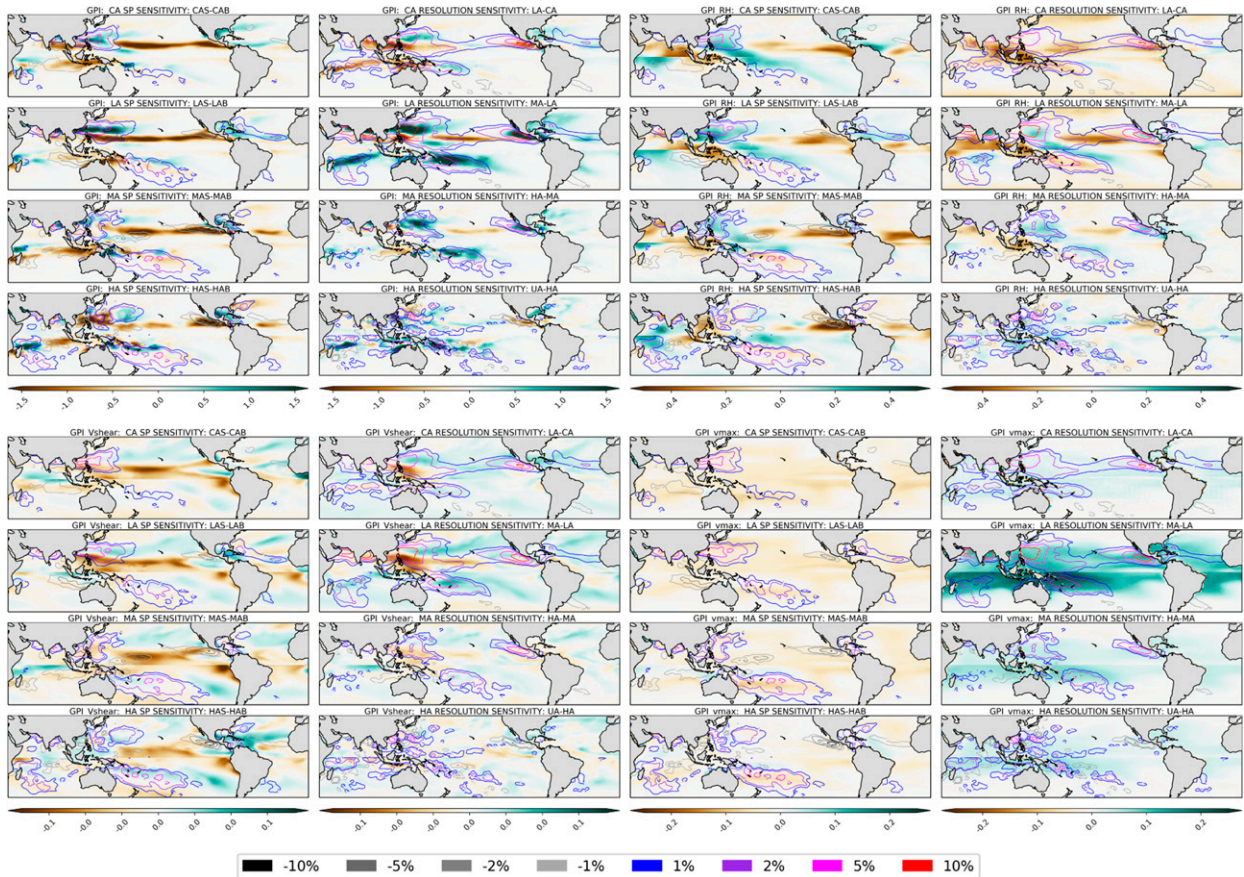 GPI: CA SP SENSITIVITY: CAS-CAB
GPI: CA RESOLUTION SENSITIVITY: LA-CA
GPI RH: CA SP SENSITIVITY: CAS-CAB
GPI RH: CA RESOLUTION SENSITIVITY: LA-CA
GPI: LA SP SENSITIVITY: LAS-LAB
GPI: LA RESOLUTION SENSITIVITY: MA-LA
GPI RH: LA SP SENSITIVITY: LAS-LAB
GPI RH: LA RESOLUTION SENSITIVITY: MA-LA
GPI: MA SP SENSITIVITY: MAS-MAB
GPI: MA RESOLUTION SENSITIVITY: HA-MA
GPI RH: MA SP SENSITIVITY: MAS-MAB
GPI RH: MA RESOLUTION SENSITIVITY: HA-MA
GPI: HA SP SENSITIVITY: HAS-HAB
GPI: HA RESOLUTION SENSITIVITY: UA-HA
GPI RH: HA SP SENSITIVITY: HAS-HAB
GPI RH: HA RESOLUTION SENSITIVITY: UA-HA
-1.5 -1.0 -0.5 0.0 0.5 1.0 1.5
-1.5 -1.0 -0.5 0.0 0.5 1.0 1.5
-0.4 -0.2 0.0 0.2 0.4
-0.4 -0.2 0.0 0.2 0.4
GPI Vshear: CA SP SENSITIVITY: CAS-CAB
GPI Vshear: CA RESOLUTION SENSITIVITY: LA-CA
GPI vmax: CA SP SENSITIVITY: CAS-CAB
GPI vmax: CA RESOLUTION SENSITIVITY: LA-CA
GPI Vshear: LA SP SENSITIVITY: LAS-LAB
GPI Vshear: LA RESOLUTION SENSITIVITY: MA-LA
GPI vmax: LA SP SENSITIVITY: LAS-LAB
GPI vmax: LA RESOLUTION SENSITIVITY: MA-LA
GPI Vshear: MA SP SENSITIVITY: MAS-MAB
GPI Vshear: MA RESOLUTION SENSITIVITY: HA-MA
GPI vmax: MA SP SENSITIVITY: MAS-MAB
GPI vmax: MA RESOLUTION SENSITIVITY: HA-MA
GPI Vshear: HA SP SENSITIVITY: HAS-HAB
GPI Vshear: HA RESOLUTION SENSITIVITY: UA-HA
GPI vmax: HA SP SENSITIVITY: HAS-HAB
GPI vmax: HA RESOLUTION SENSITIVITY: UA-HA
-0.1 -0.0 -0.0 0.0 0.0 0.0 0.1
-0.1 -0.0 -0.0 0.0 0.0 0.0 0.1
-0.2 -0.1 0.0 0.1 0.2
-0.2 -0.1 0.0 0.1 0.2
-10% -5% -2% -1% 1% 2% 5% 10%